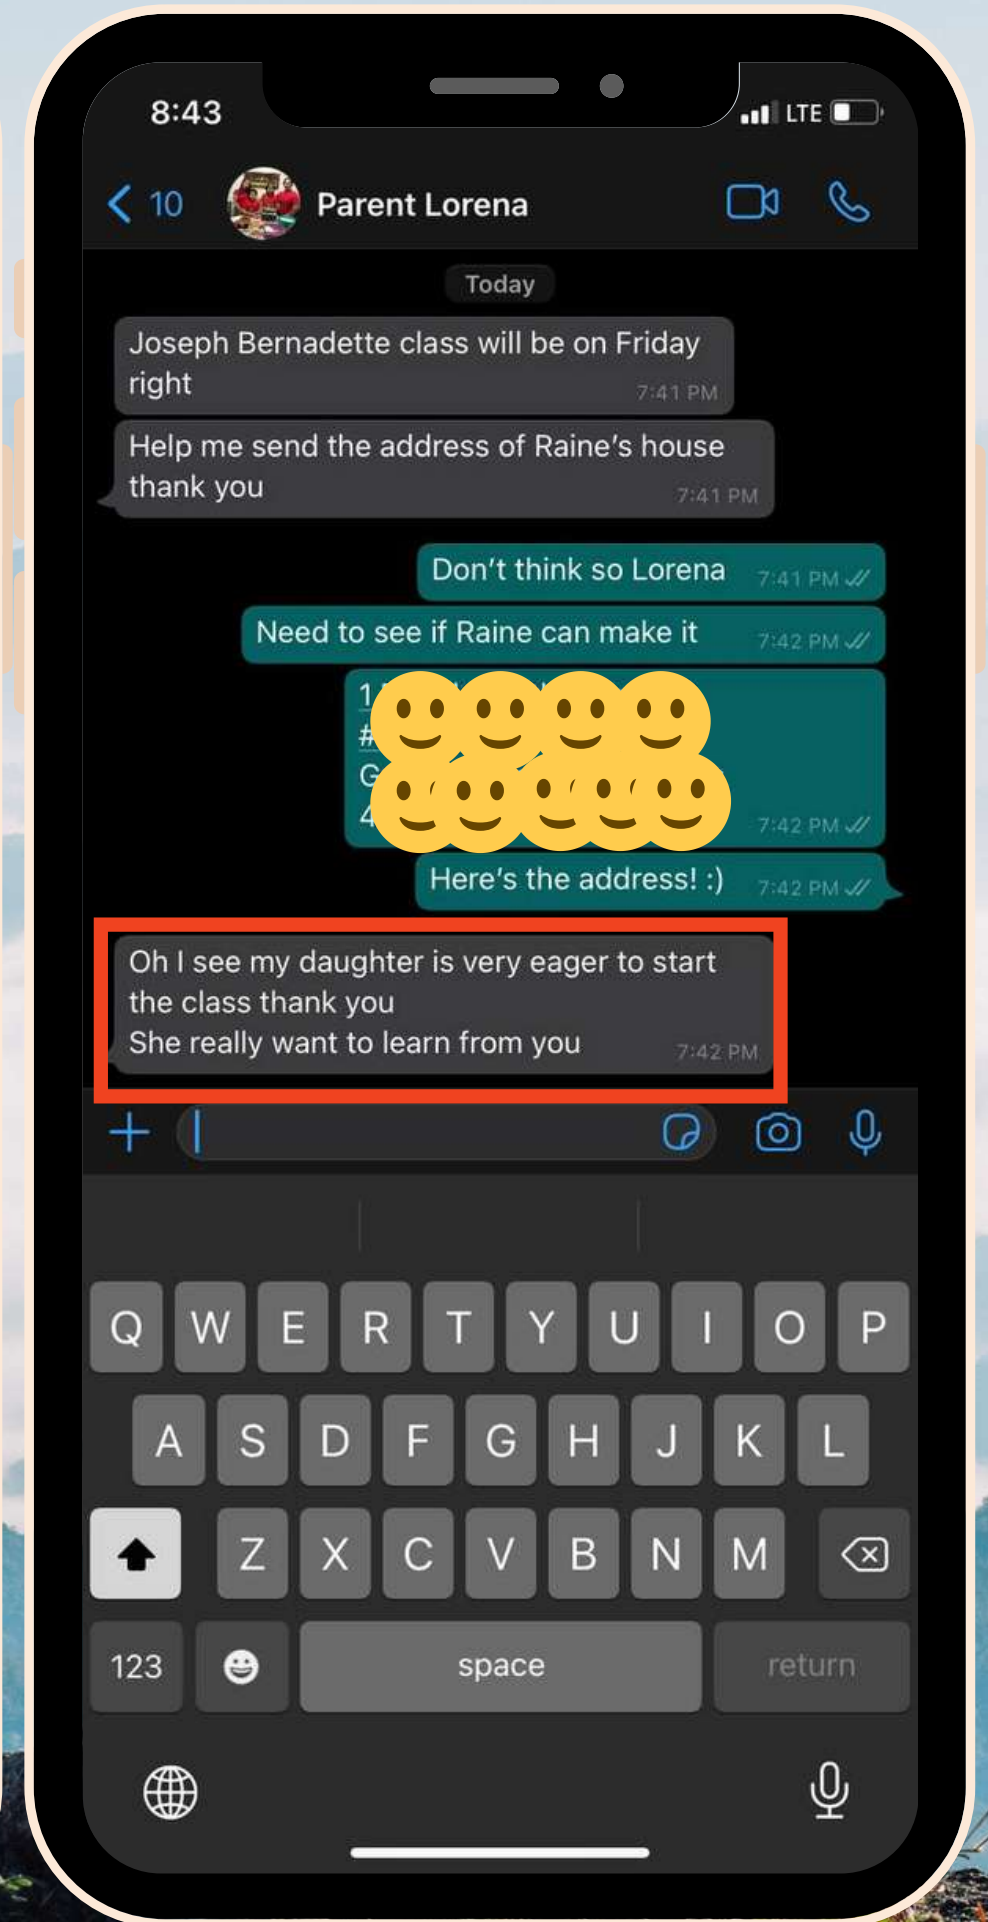 8:43
LTE
10
Parent Lorena
Today
Joseph Bernadette class will be on Friday
right
7:41 PM
Help me send the address of Raine's house
thank you
7:41 PM
Don't think so Lorena
7:41 PM
Need to see if Raine can make it
7:42 PM
1
#
G
4
7:42 PM
Here's the address! :)
7:42 PM
Oh I see my daughter is very eager to start
the class thank you
She really want to learn from you
7:42 PM
Q W E R T Y U I O P
A S D F G H J K L
Z X C V B N M
123
space
return